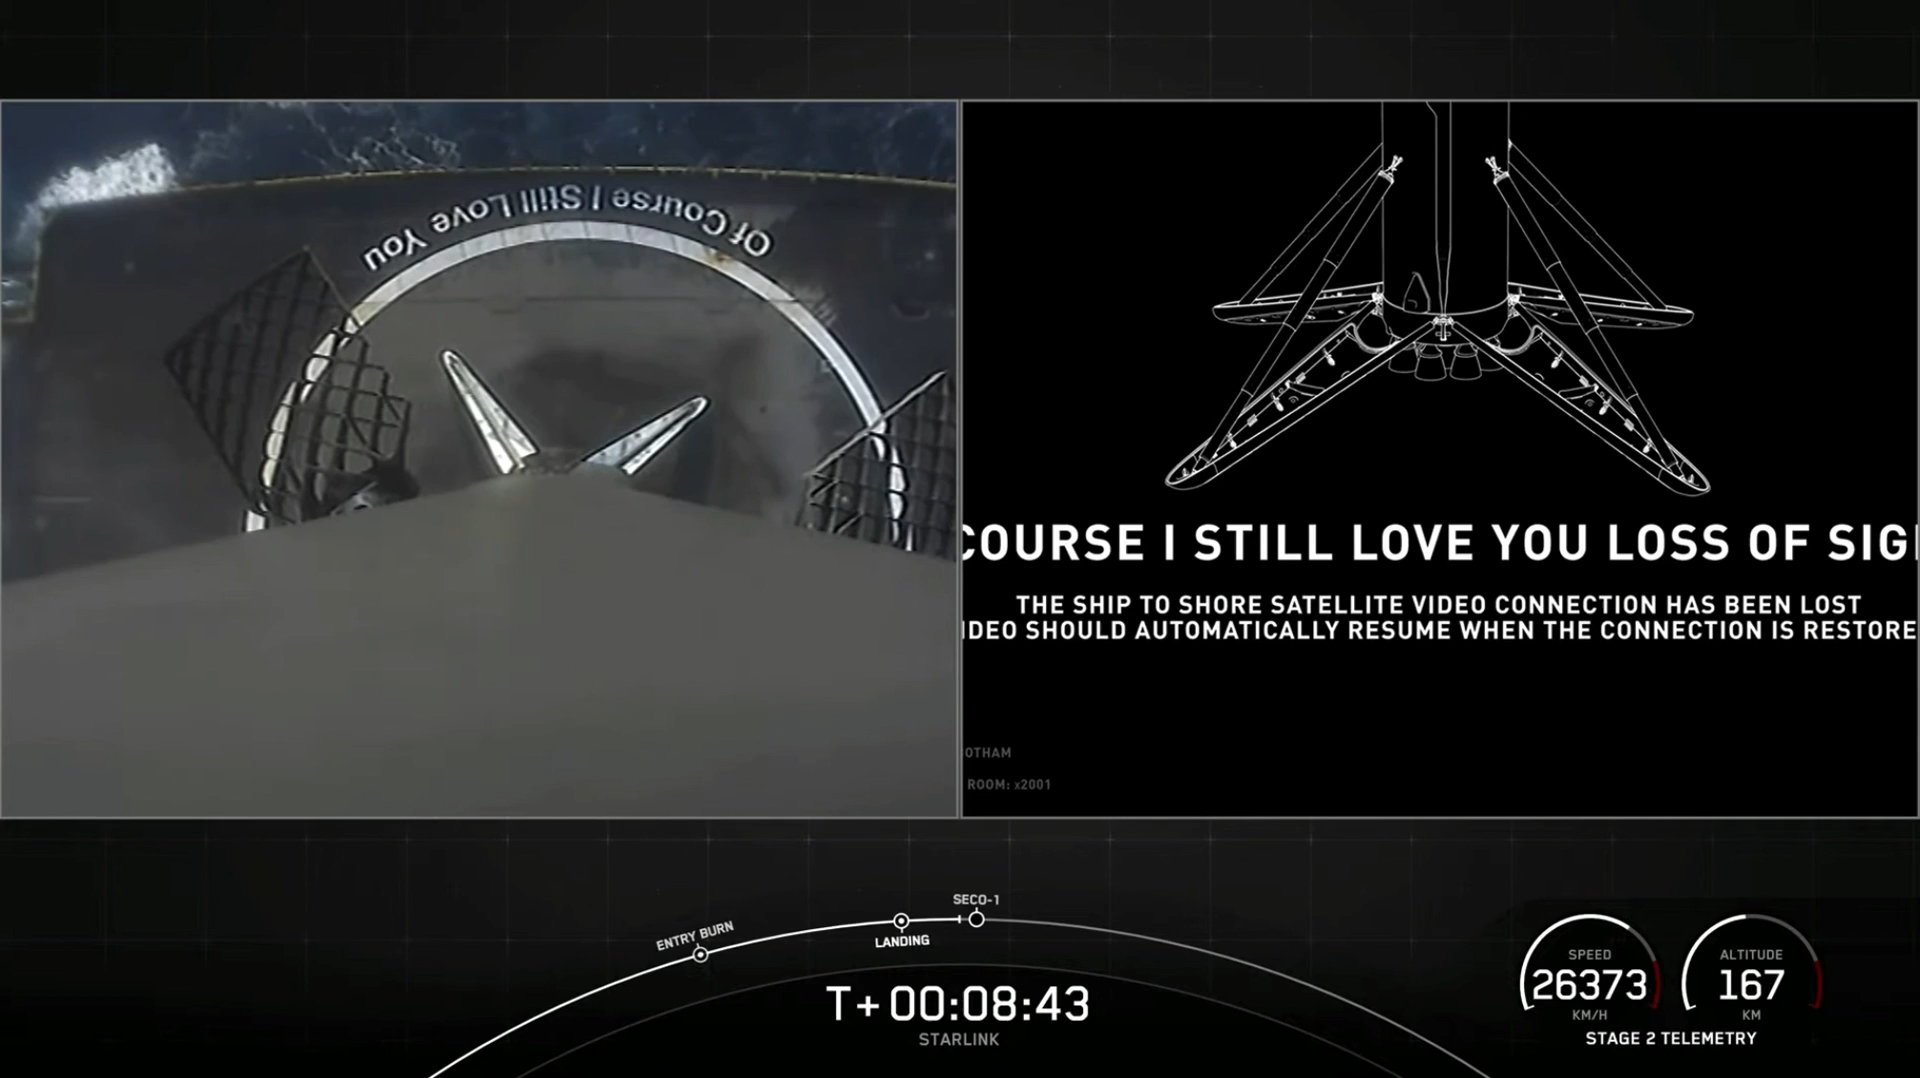 Of Course I Still Love You
COURSE I STILL LOVE YOU LOSS OF SIG
THE SHIP TO SHORE SATELLITE VIDEO CONNECTION HAS BEEN LOST
IDEO SHOULD AUTOMATICALLY RESUME WHEN THE CONNECTION IS RESTORE
OTHAM
ROOM: x2001
ENTRY BURN
LANDING
SECO-1
T+00:08:43
STARLINK
SPEED
26373
KM/H
ALTITUDE
167
KM
STAGE 2 TELEMETRY